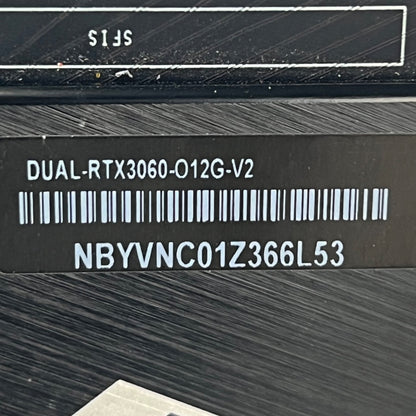 SFIS
DUAL-RTX3060-O12G-V2
NBYVNC01Z366L53